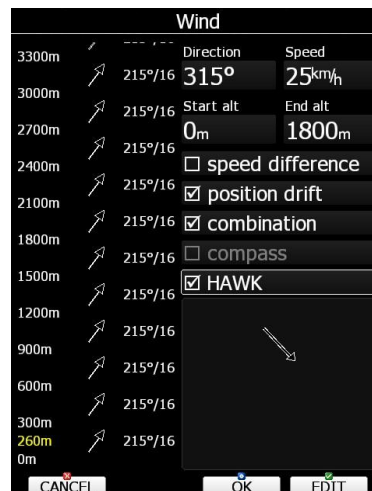 Wind
3300m
3000m
2700m
2400m
2100m
1800m
1500m
1200m
900m
600m
300m
260m
0m
215°/16
215°/16
215°/16
215°/16
215°/16
215°/16
215°/16
215°/16
215°/16
215°/16
215°/16
Direction
Speed
315°
25km/h
Start alt
End alt
0m
1800m
speed difference
position drift
combination
compass
HAWK
CANCEL
OK
EDIT